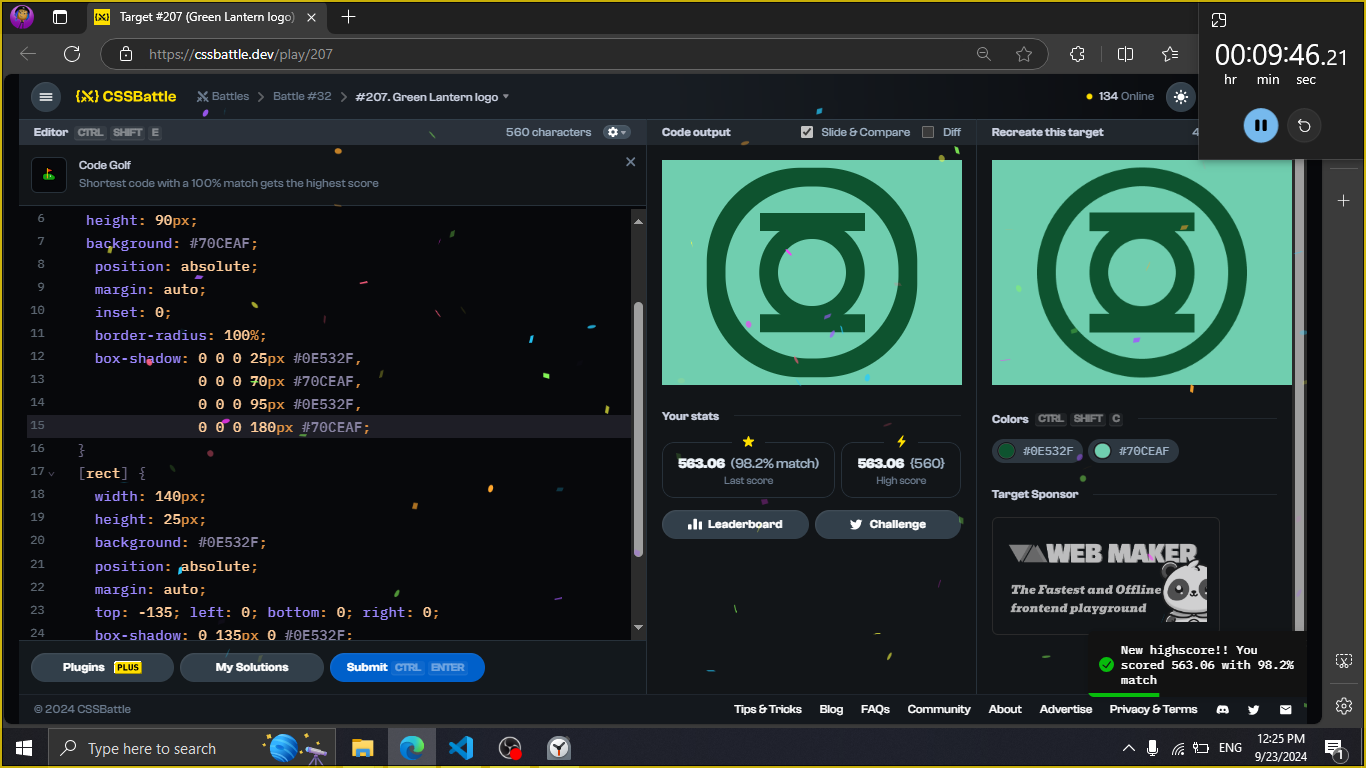 Target #207 (Green Lantern logo)
https://cssbattle.dev/play/207
00:09:46.21
hr min sec
CSSBattle
Battles
Battle #32
#207. Green Lantern logo
134 Online
Editor CTRL SHIFT E
560 characters
Code output
Slide & Compare
Diff
Recreate this target
4
Code Golf
Shortest code with a 100% match gets the highest score
6 height: 90px;
7 background: #70CEAF;
8 position: absolute;
9 margin: auto;
10 inset: 0;
11 border-radius: 100%;
12 box-shadow: 0 0 0 25px #0E532F,
13 0 0 0 70px #70CEAF,
14 0 0 0 95px #0E532F,
15 0 0 0 180px #70CEAF;
16 }
17 [rect] {
18 width: 140px;
19 height: 25px;
20 background: #0E532F;
21 position: absolute;
22 margin: auto;
23 top: -135; left: 0; bottom: 0; right: 0;
24 box-shadow: 0 135px 0 #0E532F;
Your stats
563.06 (98.2% match)
Last score
563.06 {560}
High score
Leaderboard
Challenge
Colors CTRL SHIFT C
#0E532F
#70CEAF
Target Sponsor
WEB MAKER
The Fastest and Offline
frontend playground
New highscore!! You
scored 563.06 with 98.2%
match
Plugins PLUS
My Solutions
Submit CTRL ENTER
© 2024 CSSBattle
Tips & Tricks
Blog
FAQs
Community
About
Advertise
Privacy & Terms
Type here to search
ENG
12:25 PM
9/23/2024
1